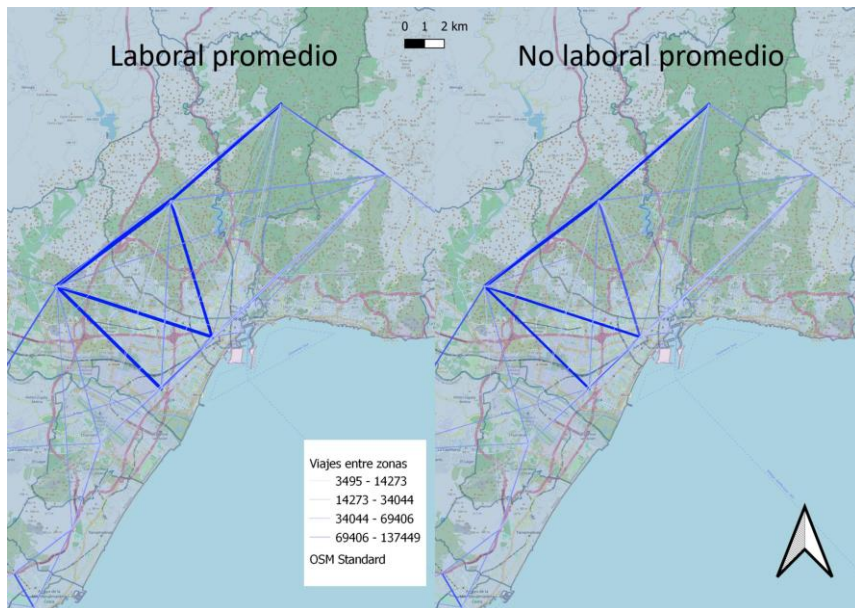 Laboral promedio
0 1 2 km
No laboral promedio
Viajes entre zonas
3495 - 14273
14273 - 34044
34044 - 69406
69406 - 137449
OSM Standard